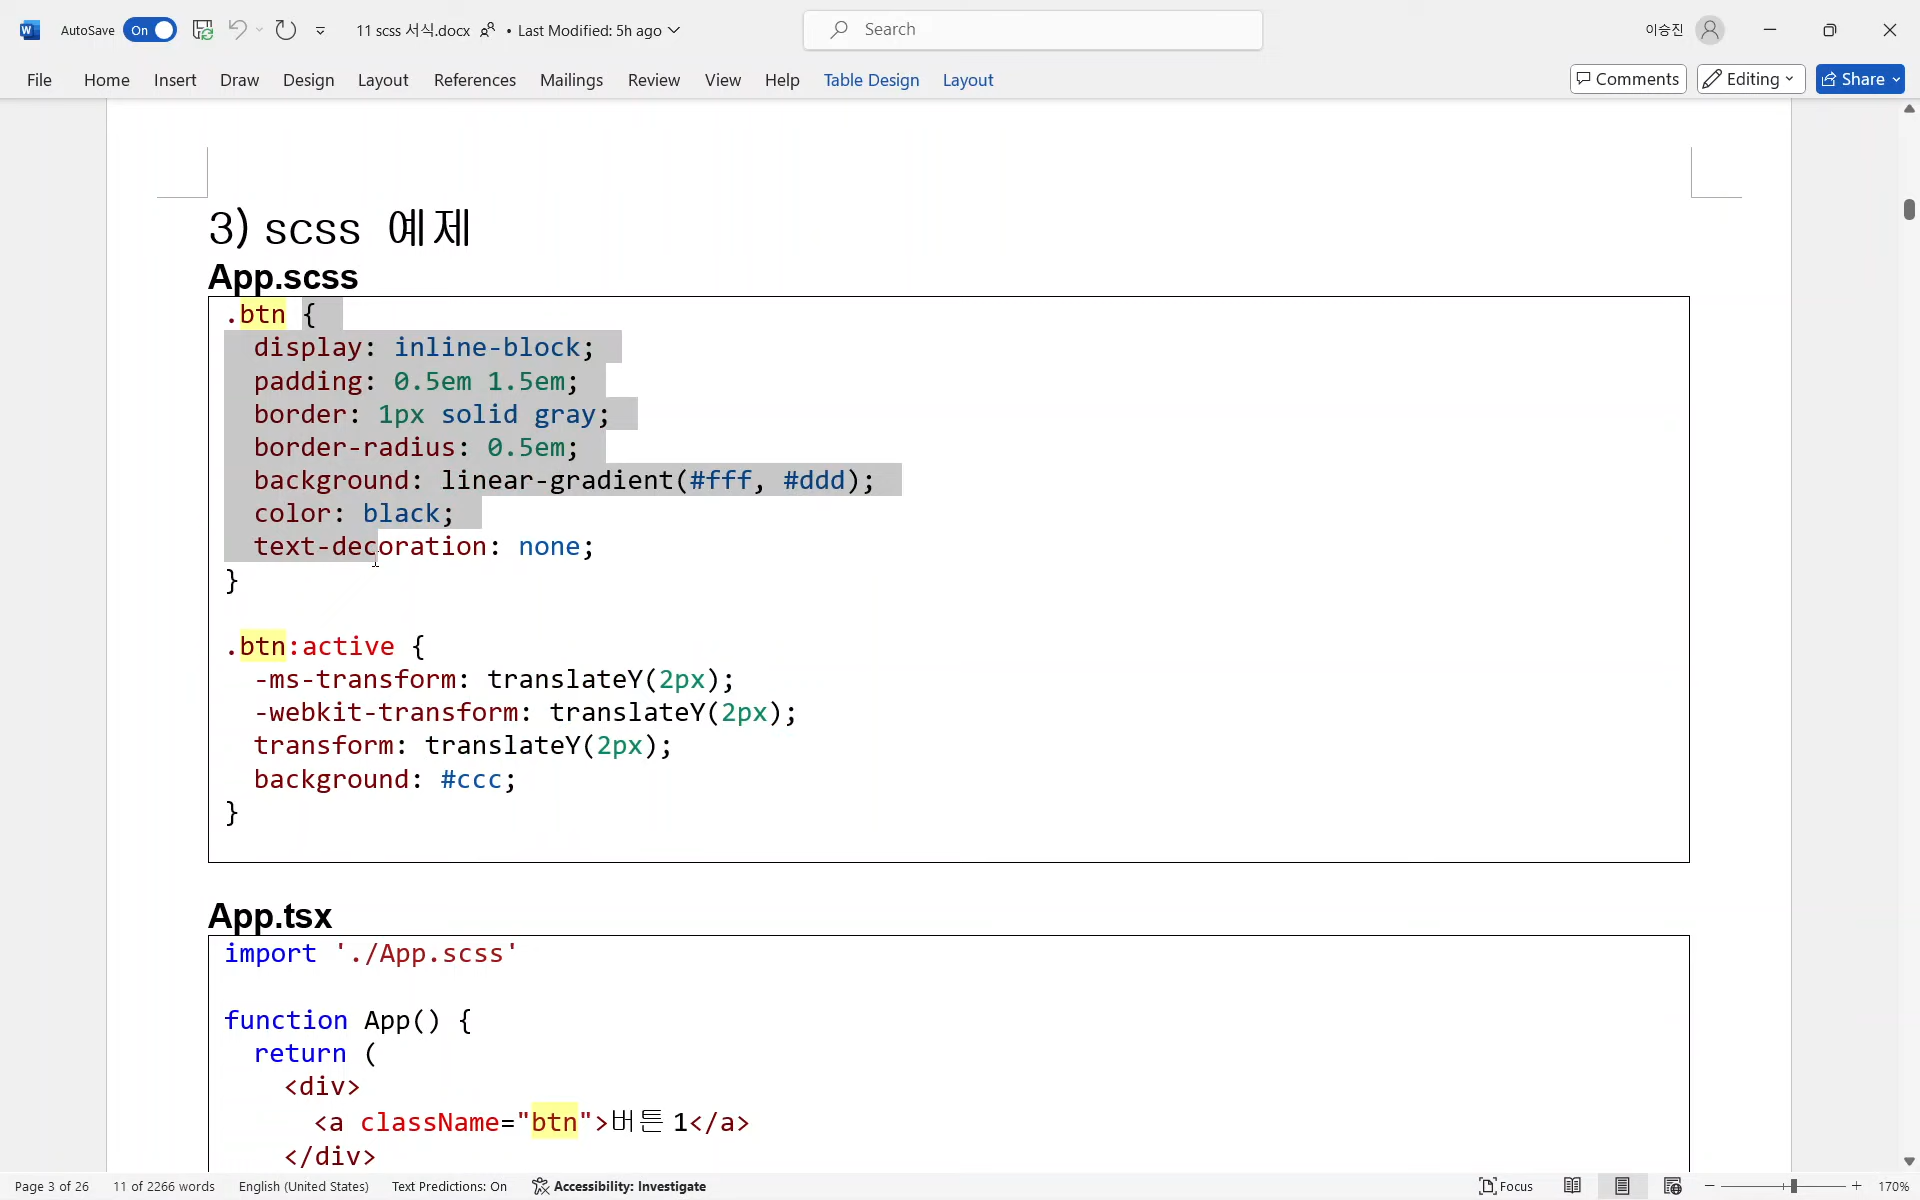 AutoSave On 11 scss 서식.docx • Last Modified: 5h ago Search 이승진
File Home Insert Draw Design Layout References Mailings Review View Help Table Design Layout Comments Editing Share
3) scss 예제
App.scss
.btn {
  display: inline-block;
  padding: 0.5em 1.5em;
  border: 1px solid gray;
  border-radius: 0.5em;
  background: linear-gradient(#fff, #ddd);
  color: black;
  text-decoration: none;
}
.btn:active {
  -ms-transform: translateY(2px);
  -webkit-transform: translateY(2px);
  transform: translateY(2px);
  background: #ccc;
}
App.tsx
import './App.scss'
function App() {
  return (
    <div>
      <a className="btn">버튼1</a>
    </div>
Page 3 of 26 11 of 2266 words English (United States) Text Predictions: On Accessibility: Investigate Focus 170%